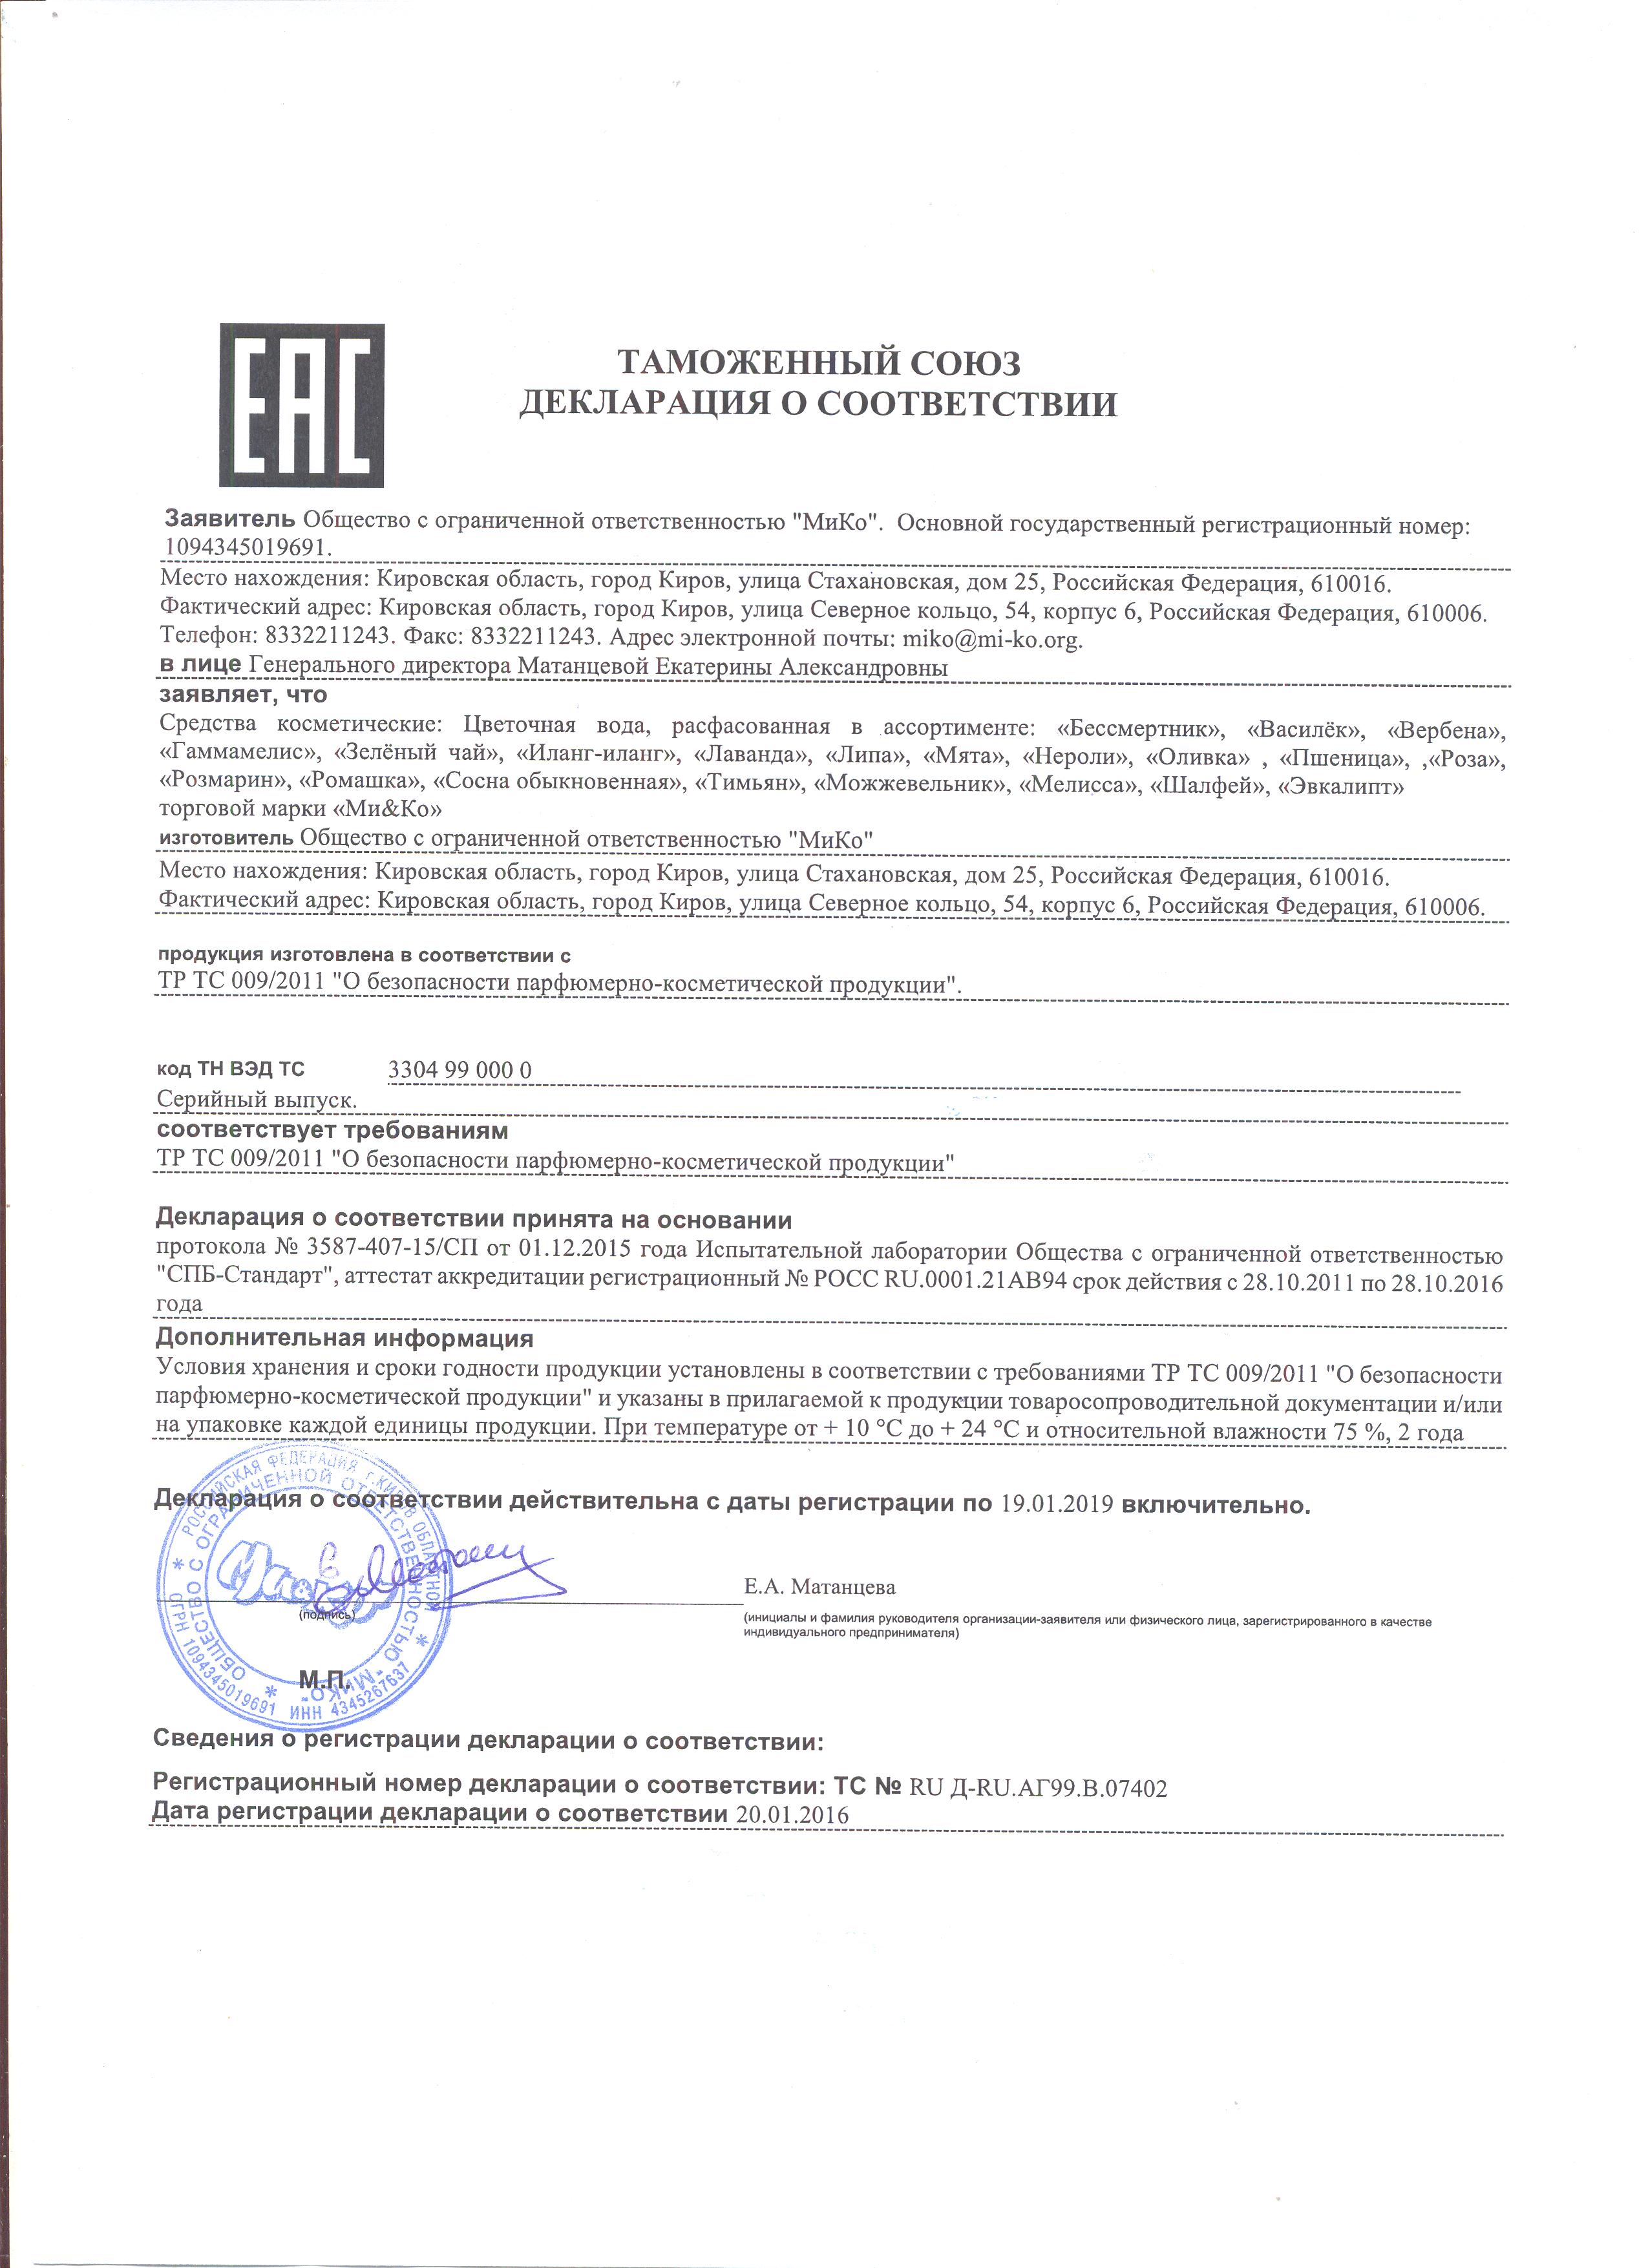 ЕАС
ТАМОЖЕННЫЙ СОЮЗ
ДЕКЛАРАЦИЯ О СООТВЕТСТВИИ
Заявитель Общество с ограниченной ответственностью "МиКо". Основной государственный регистрационный номер:
1094345019691.
Место нахождения: Кировская область, город Киров, улица Стахановская, дом 25, Российская Федерация, 610016.
Фактический адрес: Кировская область, город Киров, улица Северное кольцо, 54, корпус 6, Российская Федерация, 610006.
Телефон: 8332211243. Факс: 8332211243. Адрес электронной почты: miko@mi-ko.org.
в лице Генерального директора Матанцевой Екатерины Александровны
заявляет, что
Средства косметические: Цветочная вода, расфасованная в ассортименте: «Бессмертник», «Василёк», «Вербена»,
«Гаммамелис», «Зелёный чай», «Иланг-иланг», «Лаванда», «Липа», «Мята», «Нероли», «Оливка» , «Пшеница», ,«Роза»,
«Розмарин», «Ромашка», «Сосна обыкновенная», «Тимьян», «Можжевельник», «Мелисса», «Шалфей», «Эвкалипт»
торговой марки «Ми&Ко»
изготовитель Общество с ограниченной ответственностью "МиКо"
Место нахождения: Кировская область, город Киров, улица Стахановская, дом 25, Российская Федерация, 610016.
Фактический адрес: Кировская область, город Киров, улица Северное кольцо, 54, корпус 6, Российская Федерация, 610006.
продукция изготовлена в соответствии с
ТР ТС 009/2011 "О безопасности парфюмерно-косметической продукции".
код ТН ВЭД ТС 3304 99 000 0
Серийный выпуск.
соответствует требованиям
ТР ТС 009/2011 "О безопасности парфюмерно-косметической продукции"
Декларация о соответствии принята на основании
протокола № 3587-407-15/СП от 01.12.2015 года Испытательной лаборатории Общества с ограниченной ответственностью
"СПБ-Стандарт", аттестат аккредитации регистрационный № РОСС RU.0001.21АВ94 срок действия с 28.10.2011 по 28.10.2016
года
Дополнительная информация
Условия хранения и сроки годности продукции установлены в соответствии с требованиями ТР ТС 009/2011 "О безопасности
парфюмерно-косметической продукции" и указаны в прилагаемой к продукции товаросопроводительной документации и/или
на упаковке каждой единицы продукции. При температуре от + 10 °С до + 24 °С и относительной влажности 75 %, 2 года
Декларация о соответствии действительна с даты регистрации по 19.01.2019 включительно.
РОССИЙСКАЯ ФЕДЕРАЦИЯ г.КИРОВ ОБЛАСТНОЙ
ОБЩЕСТВО С ОГРАНИЧЕННОЙ ОТВЕТСТВЕННОСТЬЮ "МИКО"
ОГРН 1094345019691 ИНН 4345267637
Ми&Ко
Е.А. Матанцева
(подпись)
(инициалы и фамилия руководителя организации-заявителя или физического лица, зарегистрированного в качестве
индивидуального предпринимателя)
М.П.
Сведения о регистрации декларации о соответствии:
Регистрационный номер декларации о соответствии: ТС № RU Д-RU.АГ99.В.07402
Дата регистрации декларации о соответствии 20.01.2016